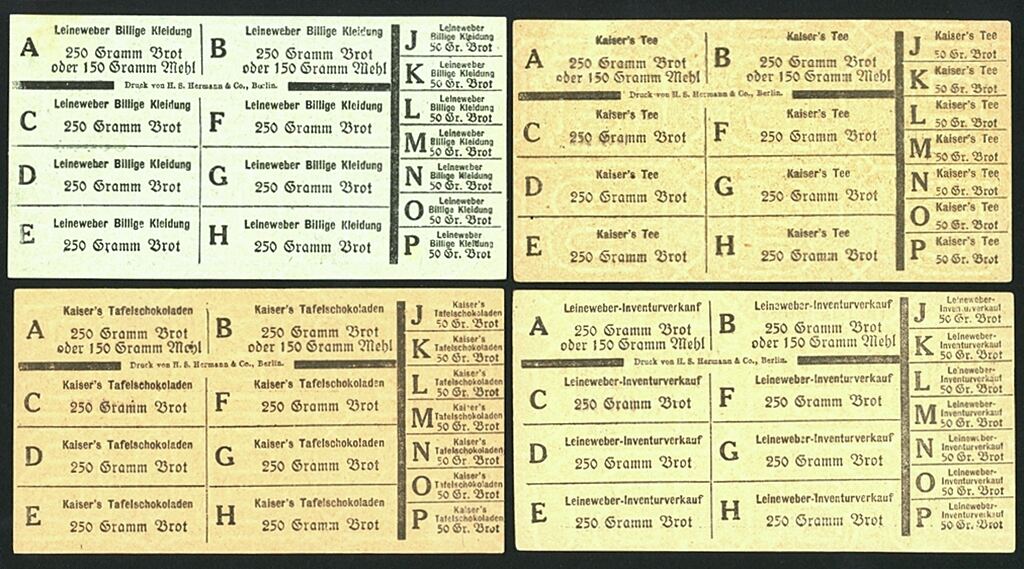 A
Leineweber Billige Kleidung
250 Gramm Brot
oder 150 Gramm Mehl
B
Leineweber Billige Kleidung
250 Gramm Brot
oder 150 Gramm Mehl
Druck von H. S. Hermann & Co., Berlin.
C
Leineweber Billige Kleidung
250 Gramm Brot
F
Leineweber Billige Kleidung
250 Gramm Brot
D
Leineweber Billige Kleidung
250 Gramm Brot
G
Leineweber Billige Kleidung
250 Gramm Brot
E
Leineweber Billige Kleidung
250 Gramm Brot
H
Leineweber Billige Kleidung
250 Gramm Brot
J
Leineweber
Billige Kleidung
50 Gr. Brot
K
Leineweber
Billige Kleidung
50 Gr. Brot
L
Leineweber
Billige Kleidung
50 Gr. Brot
M
Leineweber
Billige Kleidung
50 Gr. Brot
N
Leineweber
Billige Kleidung
50 Gr. Brot
O
Leineweber
Billige Kleidung
50 Gr. Brot
P
Leineweber
Billige Kleidung
50 Gr. Brot
A
Kaiser's Tee
250 Gramm Brot
oder 150 Gramm Mehl
B
Kaiser's Tee
250 Gramm Brot
oder 150 Gramm Mehl
Druck von H. S. Hermann & Co., Berlin.
C
Kaiser's Tee
250 Gramm Brot
F
Kaiser's Tee
250 Gramm Brot
D
Kaiser's Tee
250 Gramm Brot
G
Kaiser's Tee
250 Gramm Brot
E
Kaiser's Tee
250 Gramm Brot
H
Kaiser's Tee
250 Gramm Brot
J
Kaiser's Tee
50 Gr. Brot
K
Kaiser's Tee
50 Gr. Brot
L
Kaiser's Tee
50 Gr. Brot
M
Kaiser's Tee
50 Gr. Brot
N
Kaiser's Tee
50 Gr. Brot
O
Kaiser's Tee
50 Gr. Brot
P
Kaiser's Tee
50 Gr. Brot
A
Kaiser's Tafelschokoladen
250 Gramm Brot
oder 150 Gramm Mehl
B
Kaiser's Tafelschokoladen
250 Gramm Brot
oder 150 Gramm Mehl
Druck von H. S. Hermann & Co., Berlin.
C
Kaiser's Tafelschokoladen
250 Gramm Brot
F
Kaiser's Tafelschokoladen
250 Gramm Brot
D
Kaiser's Tafelschokoladen
250 Gramm Brot
G
Kaiser's Tafelschokoladen
250 Gramm Brot
E
Kaiser's Tafelschokoladen
250 Gramm Brot
H
Kaiser's Tafelschokoladen
250 Gramm Brot
J
Kaiser's
Tafelschokoladen
50 Gr. Brot
K
Kaiser's
Tafelschokoladen
50 Gr. Brot
L
Kaiser's
Tafelschokoladen
50 Gr. Brot
M
Kaiser's
Tafelschokoladen
50 Gr. Brot
N
Kaiser's
Tafelschokoladen
50 Gr. Brot
O
Kaiser's
Tafelschokoladen
50 Gr. Brot
P
Kaiser's
Tafelschokoladen
50 Gr. Brot
A
Leineweber-Inventurverkauf
250 Gramm Brot
oder 150 Gramm Mehl
B
Leineweber-Inventurverkauf
250 Gramm Brot
oder 150 Gramm Mehl
Druck von H. S. Hermann & Co., Berlin.
C
Leineweber-Inventurverkauf
250 Gramm Brot
F
Leineweber-Inventurverkauf
250 Gramm Brot
D
Leineweber-Inventurverkauf
250 Gramm Brot
G
Leineweber-Inventurverkauf
250 Gramm Brot
E
Leineweber-Inventurverkauf
250 Gramm Brot
H
Leineweber-Inventurverkauf
250 Gramm Brot
J
Leineweber-
Inventurverkauf
50 Gr. Brot
K
Leineweber-
Inventurverkauf
50 Gr. Brot
L
Leineweber-
Inventurverkauf
50 Gr. Brot
M
Leineweber-
Inventurverkauf
50 Gr. Brot
N
Leineweber-
Inventurverkauf
50 Gr. Brot
O
Leineweber-
Inventurverkauf
50 Gr. Brot
P
Leineweber-
Inventurverkauf
50 Gr. Brot